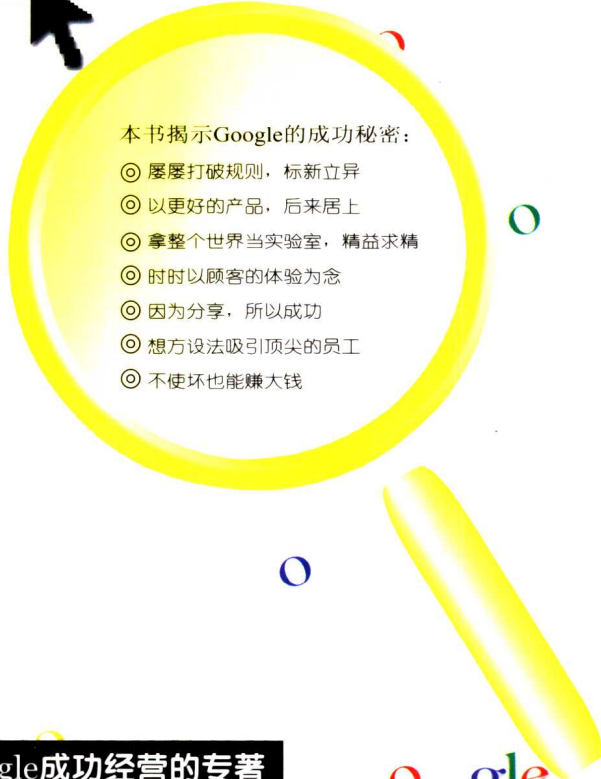 本书揭示Google的成功秘密：
◎ 屡屡打破规则，标新立异
◎ 以更好的产品，后来居上
◎ 拿整个世界当实验室，精益求精
◎ 时时以顾客的体验为念
◎ 因为分享，所以成功
◎ 想方设法吸引顶尖的员工
◎ 不使坏也能赚大钱
O
O
gle成功经营的专著
o gle